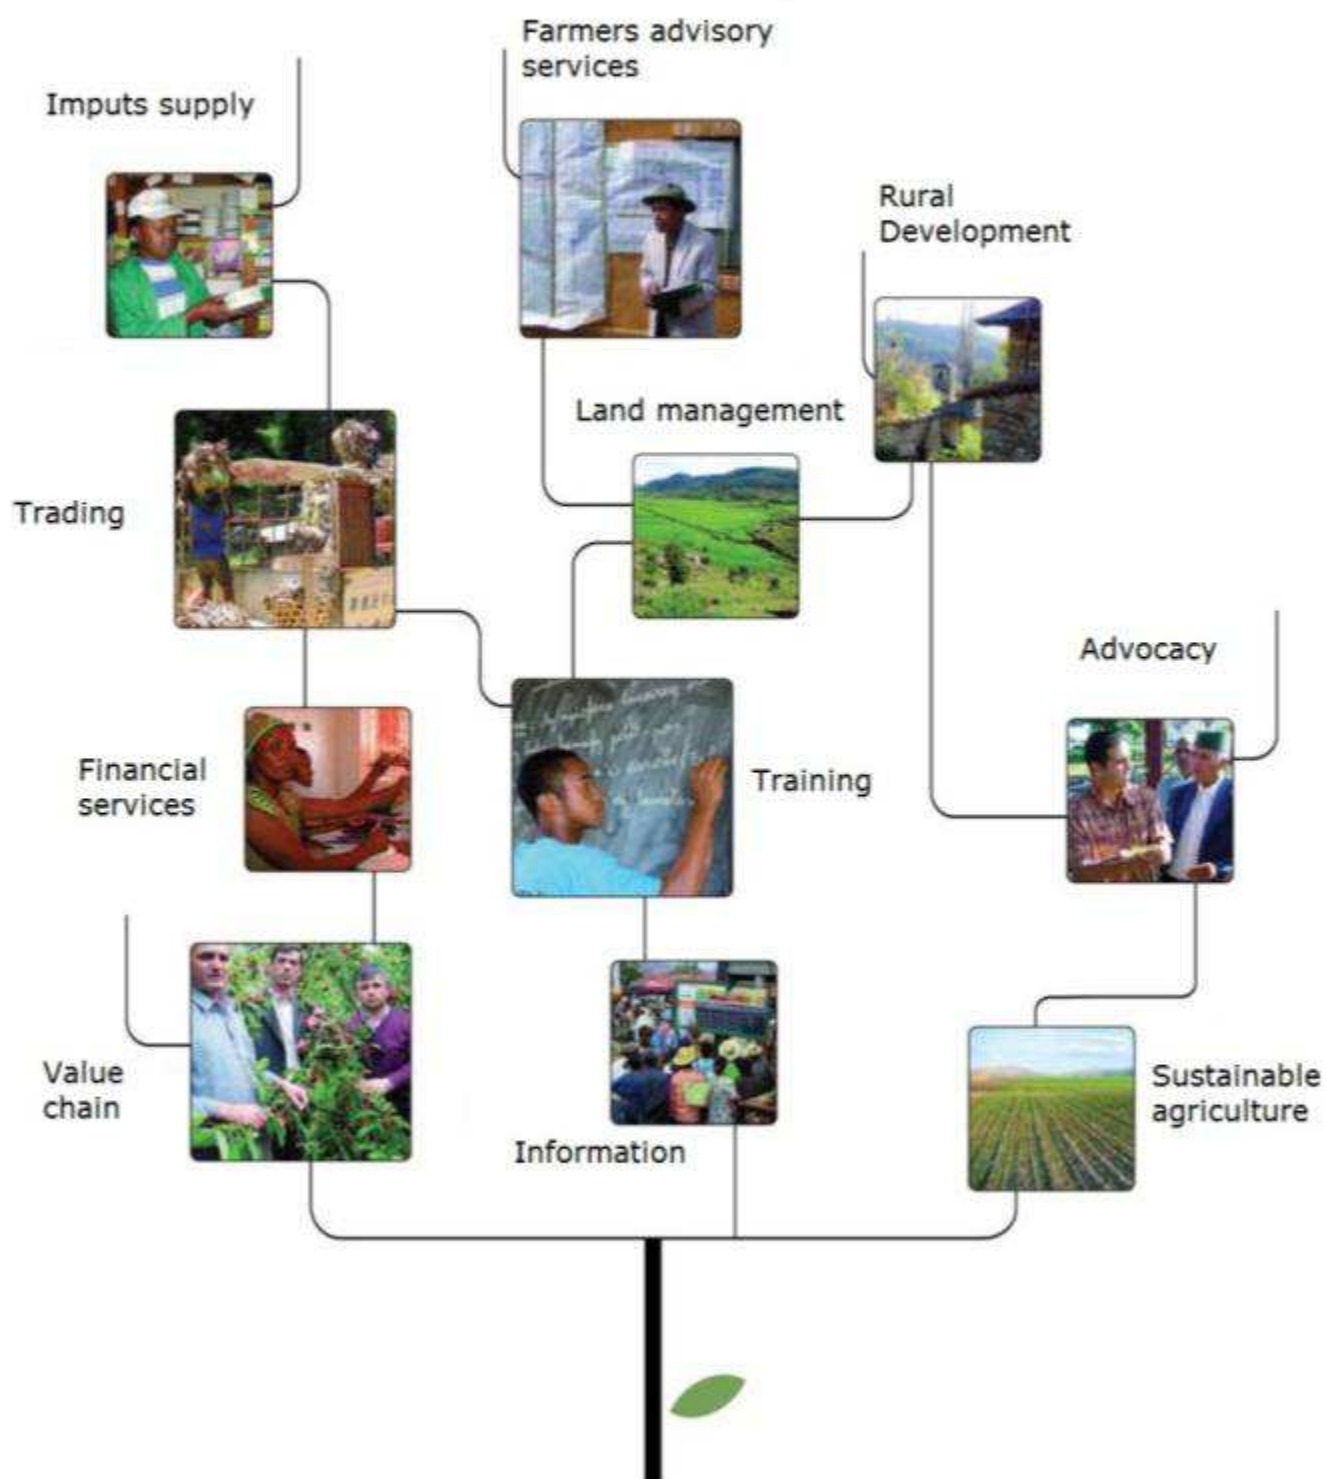 Farmers advisory
services
Imputs supply
Rural
Development
Land management
Trading
Advocacy
Financial
services
Training
Value
chain
Sustainable
agriculture
Information